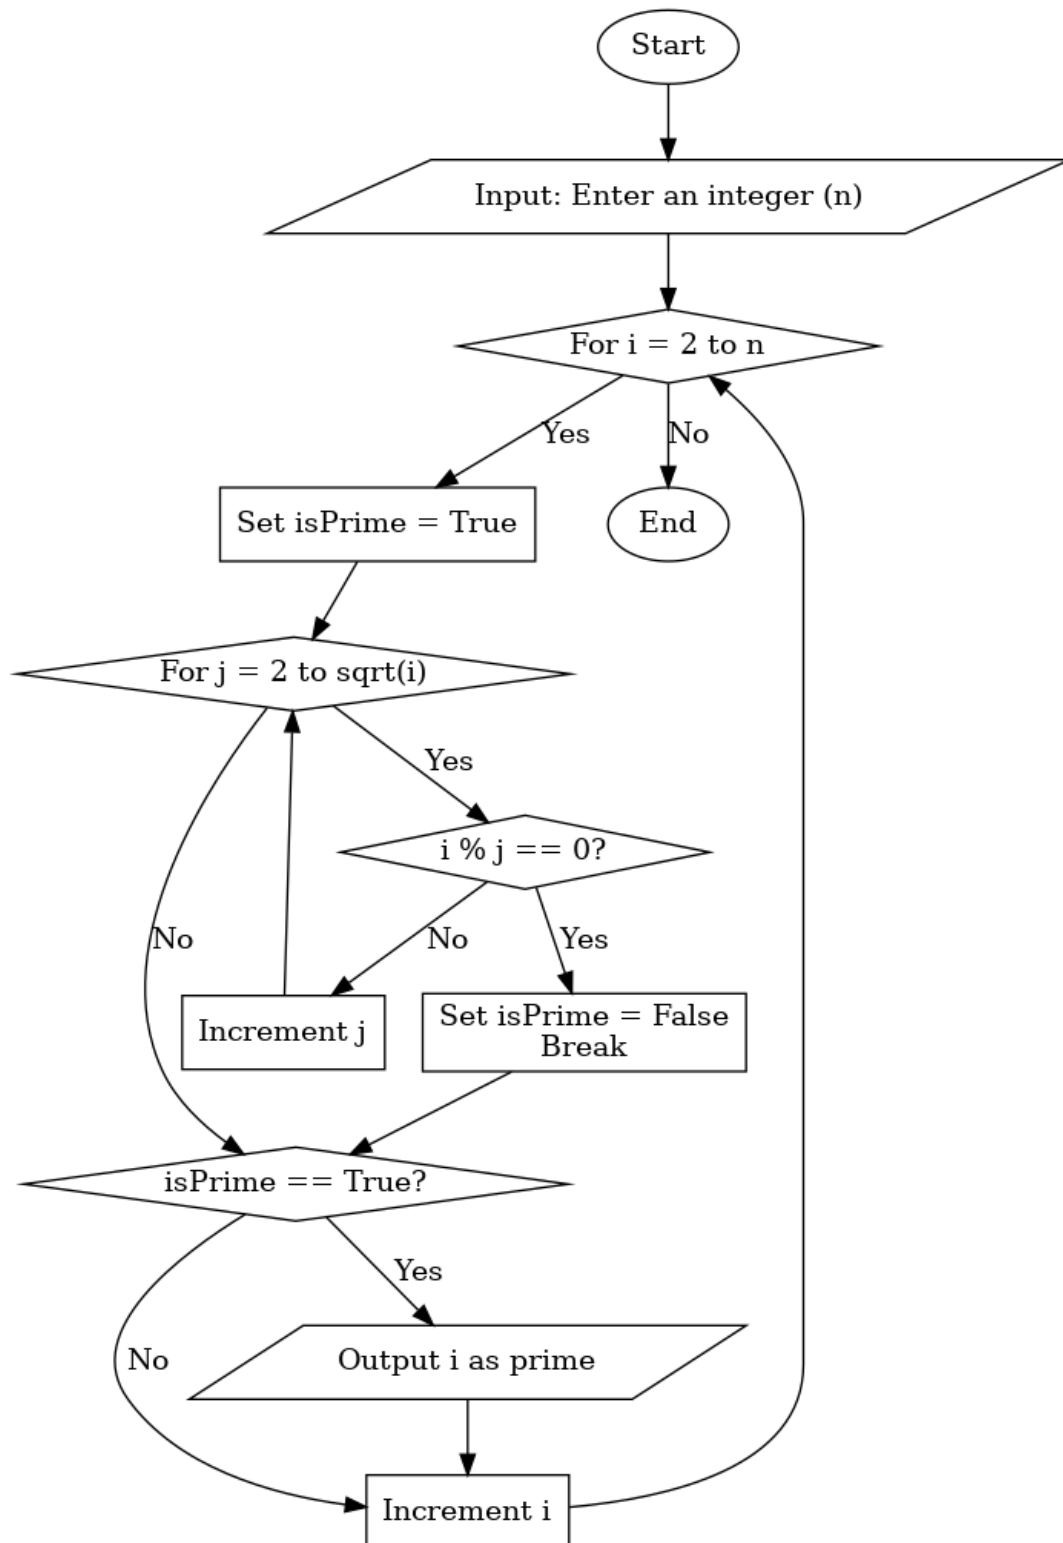 Start
Input: Enter an integer (n)
For i = 2 to n
Yes
No
Set isPrime = True
End
For j = 2 to sqrt(i)
Yes
i % j == 0?
No
No
Yes
Increment j
Set isPrime = False
Break
isPrime == True?
Yes
No
Output i as prime
Increment i